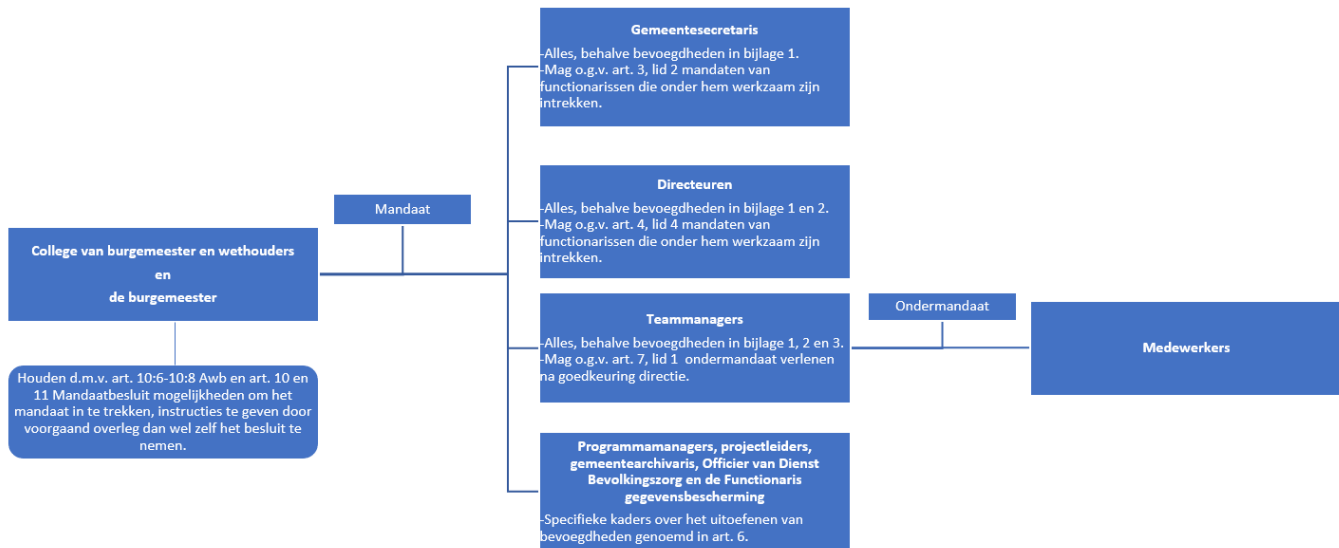 College van burgemeester en wethouders
en
de burgemeester
Houden d.m.v. art. 10:6-10:8 Awb en art. 10 en
11 Mandaatbesluit mogelijkheden om het
mandaat in te trekken, instructies te geven door
voorgaand overleg dan wel zelf het besluit te
nemen.
Mandaat
Gemeentesecretaris
-Alles, behalve bevoegdheden in bijlage 1.
-Mag o.g.v. art. 3, lid 2 mandaten van
functionarissen die onder hem werkzaam zijn
intrekken.
Directeuren
-Alles, behalve bevoegdheden in bijlage 1 en 2.
-Mag o.g.v. art. 4, lid 4 mandaten van
functionarissen die onder hem werkzaam zijn
intrekken.
Teammanagers
-Alles, behalve bevoegdheden in bijlage 1, 2 en 3.
-Mag o.g.v. art. 7, lid 1 ondermandaat verlenen
na goedkeuring directie.
Ondermandaat
Medewerkers
Programmamanagers, projectleiders,
gemeentearchivaris, Officier van Dienst
Bevolkingszorg en de Functionaris
gegevensbescherming
-Specifieke kaders over het uitoefenen van
bevoegdheden genoemd in art. 6.